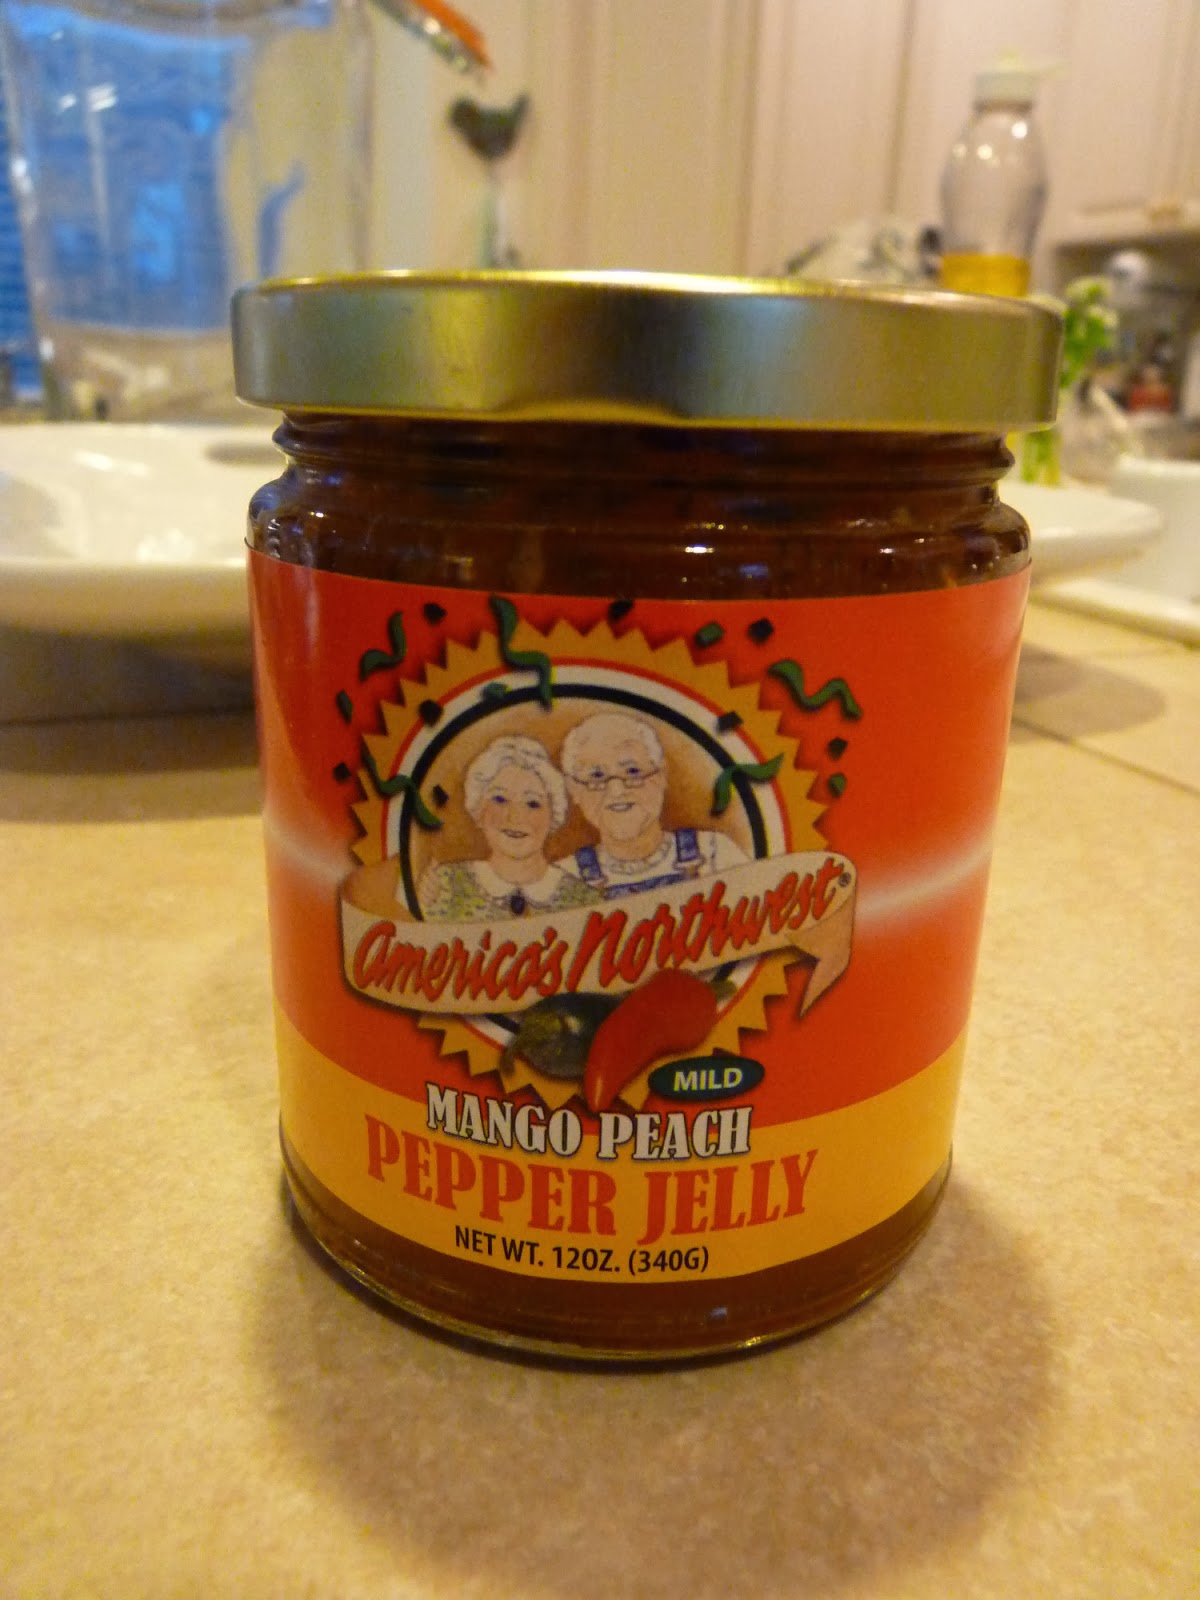 America's Northwest®
MILD
MANGO PEACH
PEPPER JELLY
NET WT. 12OZ. (340G)